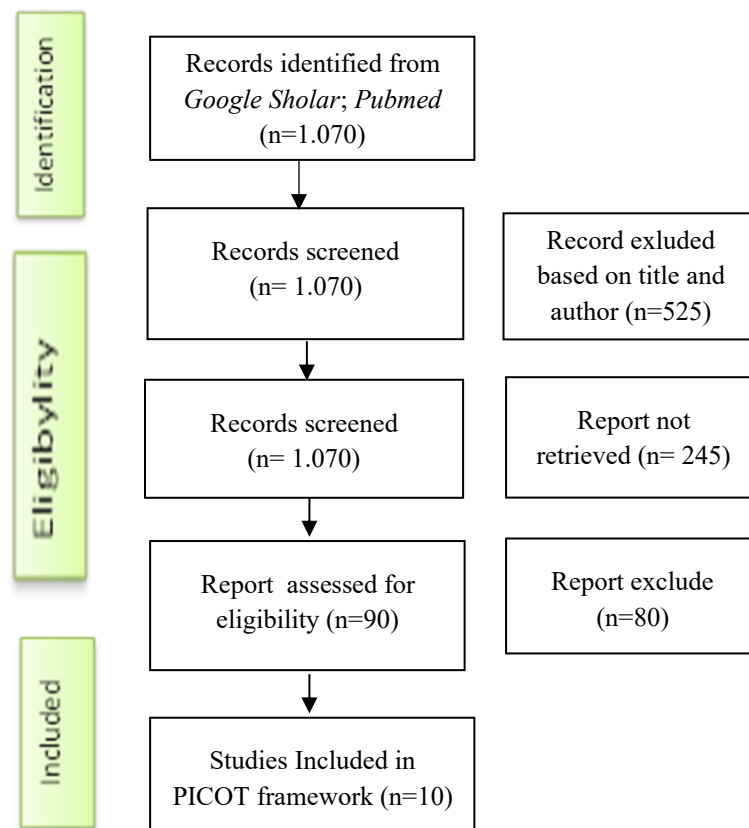 Identification
Records identified from
Google Sholar; Pubmed
(n=1.070)
Eligibylity
Records screened
(n= 1.070)
Record exluded
based on title and
author (n=525)
Records screened
(n= 1.070)
Report not
retrieved (n= 245)
Report assessed for
eligibility (n=90)
Report exclude
(n=80)
Included
Studies Included in
PICOT framework (n=10)